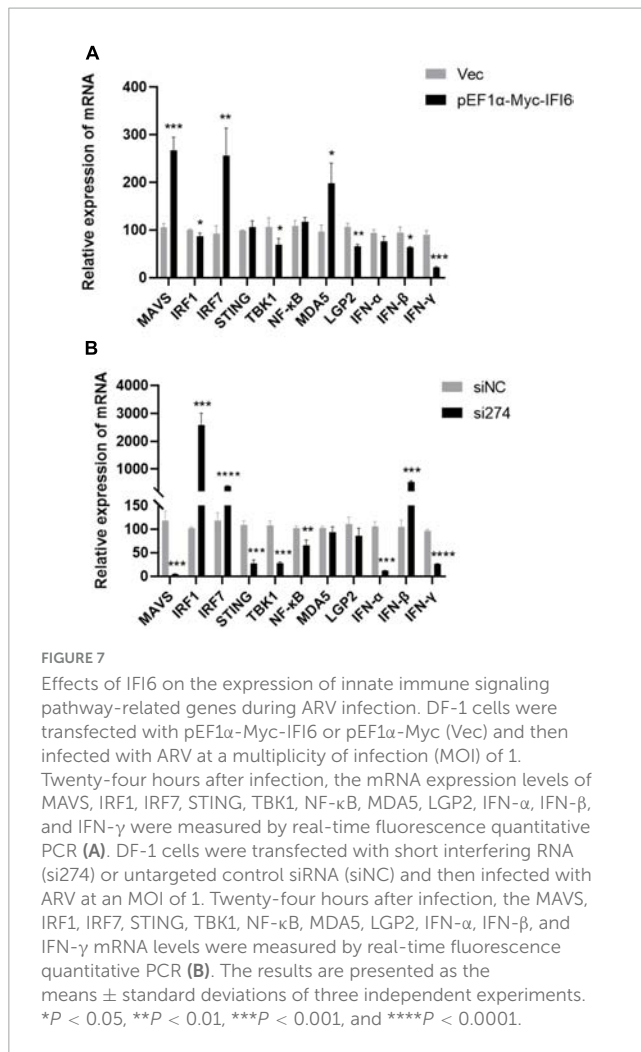 A
Vec
pEF1α-Myc-IFI6
Relative expression of mRNA
400
300
200
100
0
***
*
**
*
*
**
*
***
MAVS
IRF1
IRF7
STING
TBK1
NF-κB
MDA5
LGP2
IFN-α
IFN-β
IFN-γ
B
siNC
si274
Relative expression of mRNA
4000
3000
2000
1000
150
100
50
0
***
***
****
***
***
**
***
***
****
MAVS
IRF1
IRF7
STING
TBK1
NF-κB
MDA5
LGP2
IFN-α
IFN-β
IFN-γ
FIGURE 7
Effects of IFI6 on the expression of innate immune signaling
pathway-related genes during ARV infection. DF-1 cells were
transfected with pEF1α-Myc-IFI6 or pEF1α-Myc (Vec) and then
infected with ARV at a multiplicity of infection (MOI) of 1.
Twenty-four hours after infection, the mRNA expression levels of
MAVS, IRF1, IRF7, STING, TBK1, NF-κB, MDA5, LGP2, IFN-α, IFN-β,
and IFN-γ were measured by real-time fluorescence quantitative
PCR (A). DF-1 cells were transfected with short interfering RNA
(si274) or untargeted control siRNA (siNC) and then infected with
ARV at an MOI of 1. Twenty-four hours after infection, the MAVS,
IRF1, IRF7, STING, TBK1, NF-κB, MDA5, LGP2, IFN-α, IFN-β, and
IFN-γ mRNA levels were measured by real-time fluorescence
quantitative PCR (B). The results are presented as the
means ± standard deviations of three independent experiments.
*P < 0.05, **P < 0.01, ***P < 0.001, and ****P < 0.0001.